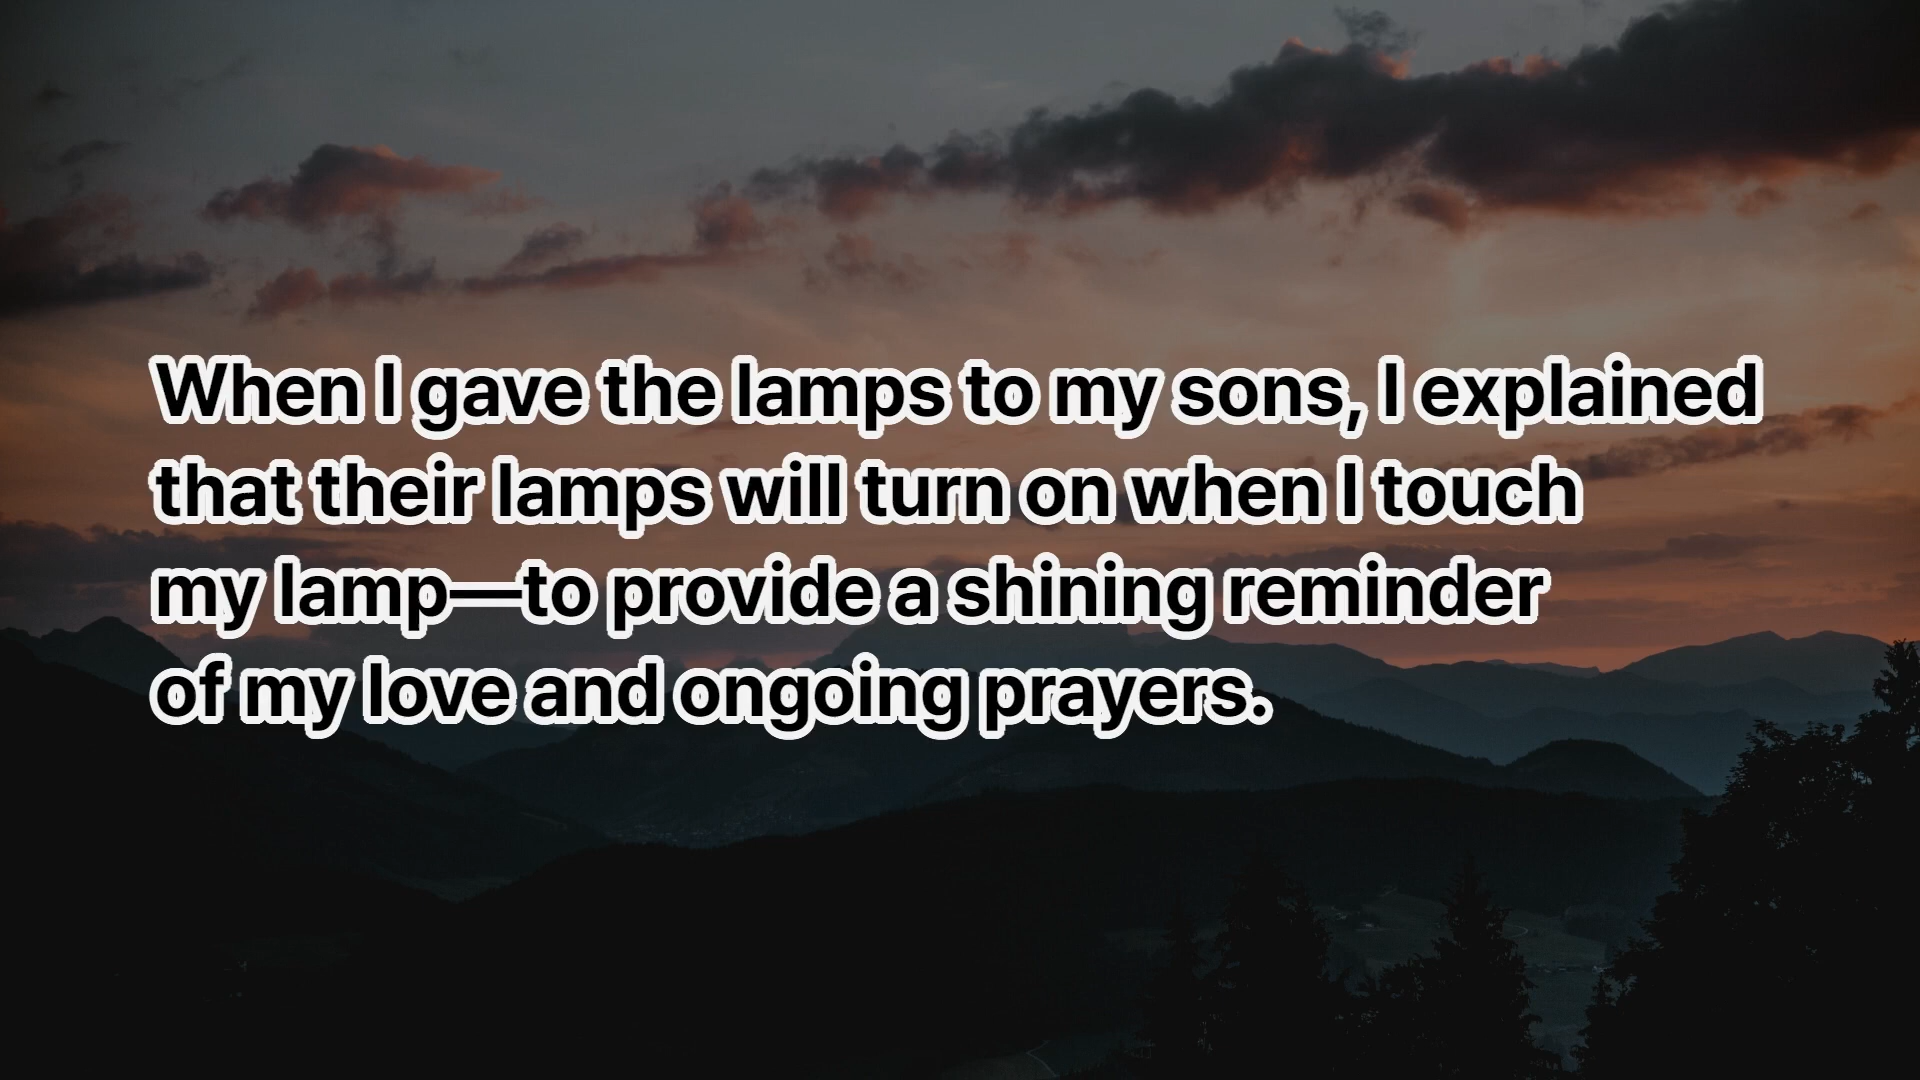 When I gave the lamps to my sons, I explained
that their lamps will turn on when I touch
my lamp—to provide a shining reminder
of my love and ongoing prayers.